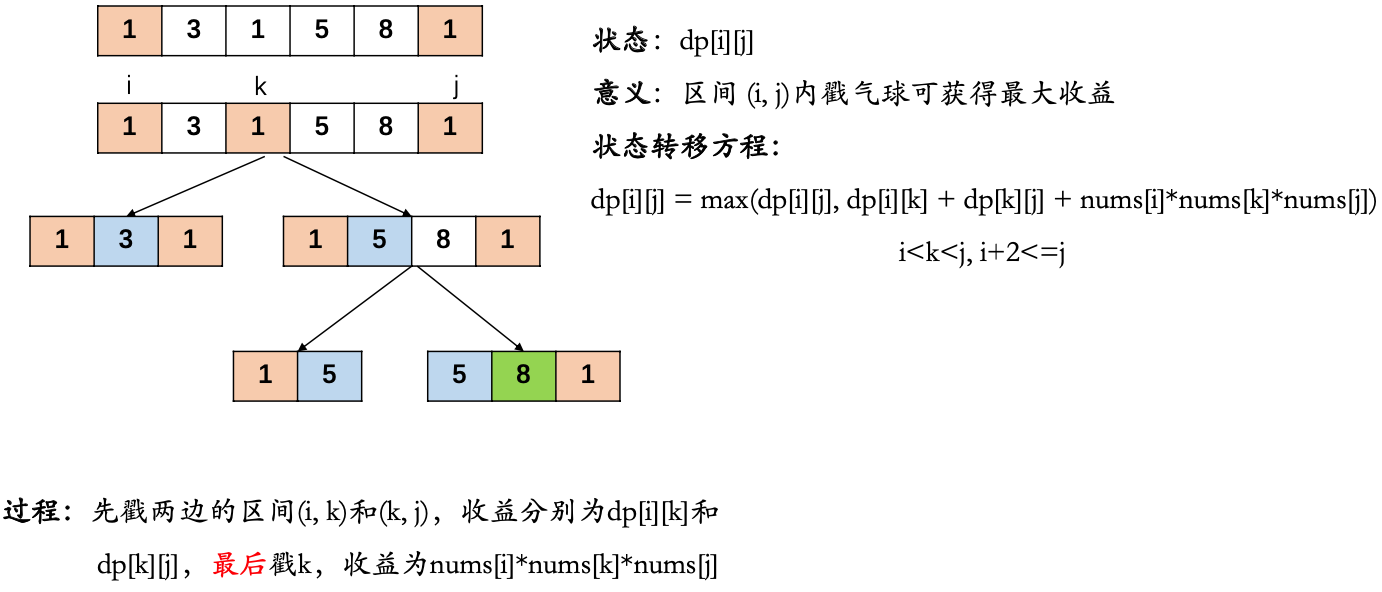 1 3 1 5 8 1
i k j
1 3 1 5 8 1
1 3 1
1 5 8 1
1 5
5 8 1
状态：dp[i][j]
意义：区间 (i, j)内戳气球可获得最大收益
状态转移方程：
dp[i][j] = max(dp[i][j], dp[i][k] + dp[k][j] + nums[i]*nums[k]*nums[j])
i<k<j, i+2<=j
过程：先戳两边的区间(i, k)和(k, j)，收益分别为dp[i][k]和
dp[k][j]，最后戳k，收益为nums[i]*nums[k]*nums[j]